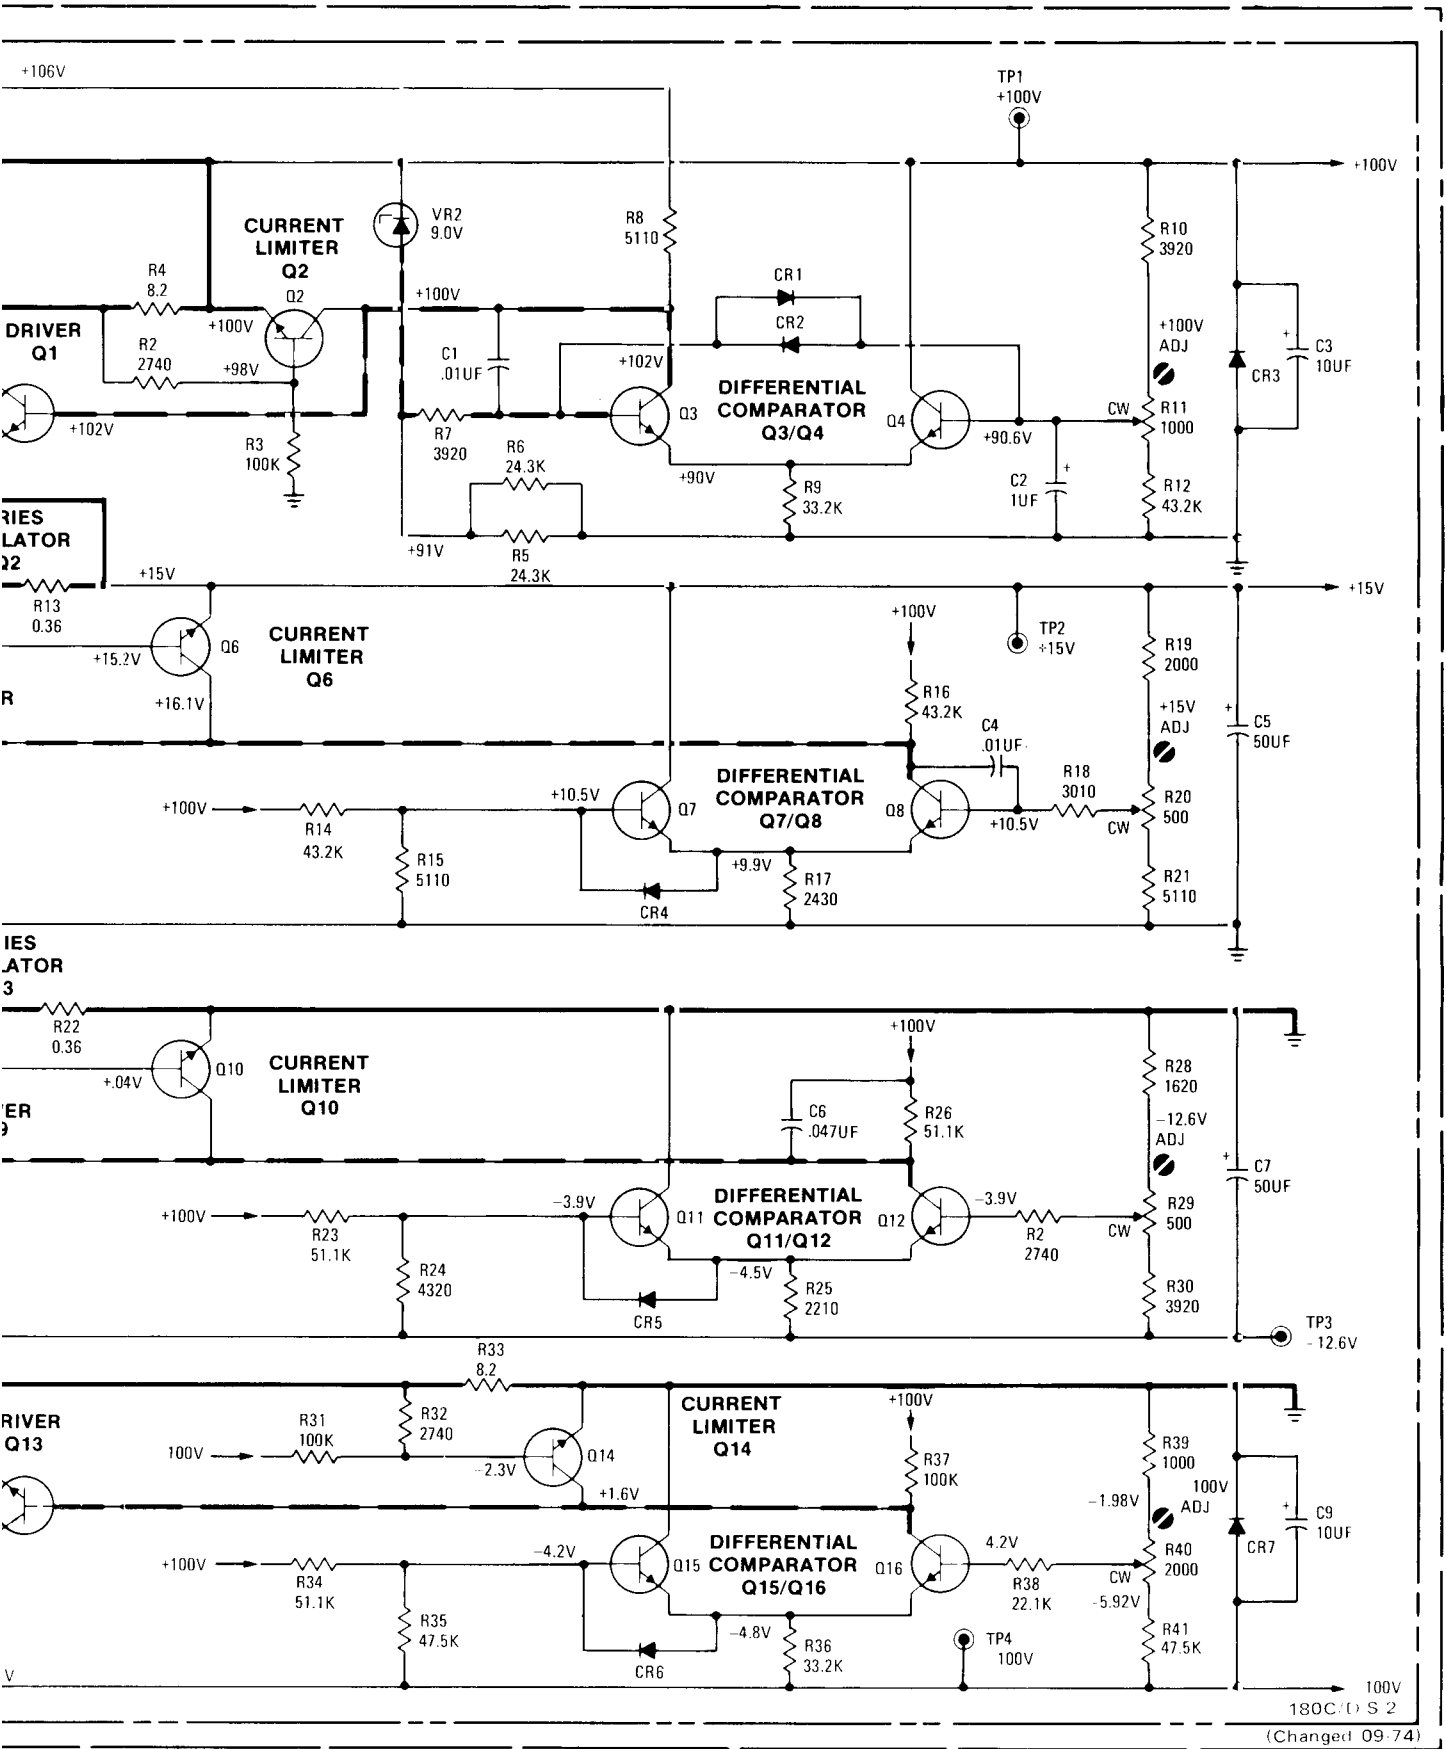 +106V
TP1
+100V
+100V
CURRENT
LIMITER
Q2
VR2
9.0V
R8
5110
R10
3920
R4
8.2
Q2
+100V
+100V
CR1
CR2
+100V
ADJ
DRIVER
Q1
R2
2740
+98V
C1
.01UF
+102V
DIFFERENTIAL
COMPARATOR
Q3/Q4
CR3
C3
10UF
+
+102V
R3
100K
R7
3920
Q3
Q4
+90.6V
CW
R11
1000
R6
24.3K
+90V
R9
33.2K
C2
1UF
+
R12
43.2K
+91V
R5
24.3K
RIES
LATOR
Q2
+15V
R13
0.36
+15V
+100V
TP2
+15V
CURRENT
LIMITER
Q6
Q6
+15.2V
+16.1V
R
R16
43.2K
R19
2000
+15V
ADJ
C4
.01UF
+
C5
50UF
+100V
R14
43.2K
R15
5110
+10.5V
Q7
DIFFERENTIAL
COMPARATOR
Q7/Q8
Q8
R18
3010
+10.5V
CW
R20
500
+9.9V
R17
2430
CR4
R21
5110
IES
LATOR
3
R22
0.36
+100V
Q10
+.04V
CURRENT
LIMITER
Q10
ER
9
C6
.047UF
R26
51.1K
R28
1620
-12.6V
ADJ
+
C7
50UF
+100V
R23
51.1K
R24
4320
-3.9V
Q11
DIFFERENTIAL
COMPARATOR
Q11/Q12
Q12
-3.9V
R2
2740
CW
R29
500
-4.5V
R25
2210
CR5
R30
3920
TP3
-12.6V
R33
8.2
RIVER
Q13
R31
100K
100V
R32
2740
-2.3V
Q14
CURRENT
LIMITER
Q14
+100V
R37
100K
R39
1000
+1.6V
-1.98V
100V
ADJ
+
C9
10UF
CR7
+100V
R34
51.1K
R35
47.5K
-4.2V
Q15
DIFFERENTIAL
COMPARATOR
Q15/Q16
Q16
4.2V
R38
22.1K
CW
R40
2000
-5.92V
-4.8V
R36
33.2K
CR6
TP4
100V
R41
47.5K
V
100V
180C/D S 2
(Changed 09-74)